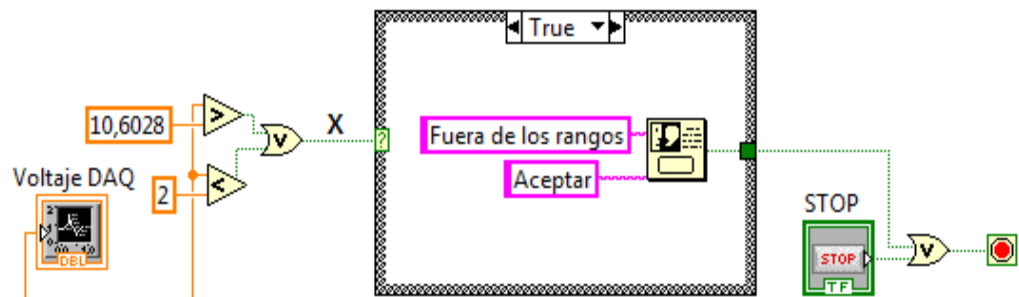 True
10,6028
>
V
X
?
Fuera de los rangos
Aceptar
Voltaje DAQ
2
<
DBL
STOP
STOP
TF
V